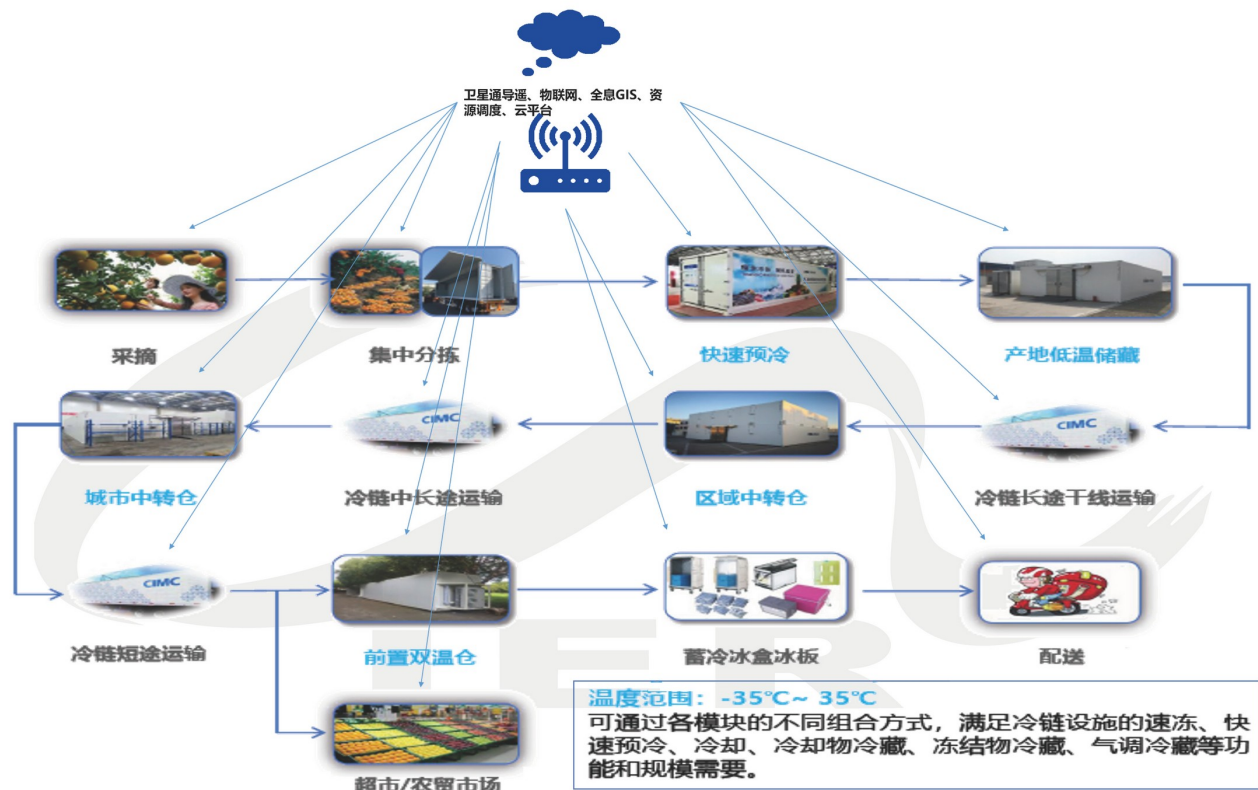 卫星通导遥、物联网、全息GIS、资
源调度、云平台
采摘
集中分拣
快速预冷
产地低温储藏
CIMC
CIMC
城市中转仓
冷链中长途运输
区域中转仓
冷链长途干线运输
CIMC
冷链短途运输
前置双温仓
蓄冷冰盒冰板
配送
IER
温度范围：-35℃~ 35℃
可通过各模块的不同组合方式，满足冷链设施的速冻、快
速预冷、冷却、冷却物冷藏、冻结物冷藏、气调冷藏等功
能和规模需要。
超市/农贸市场